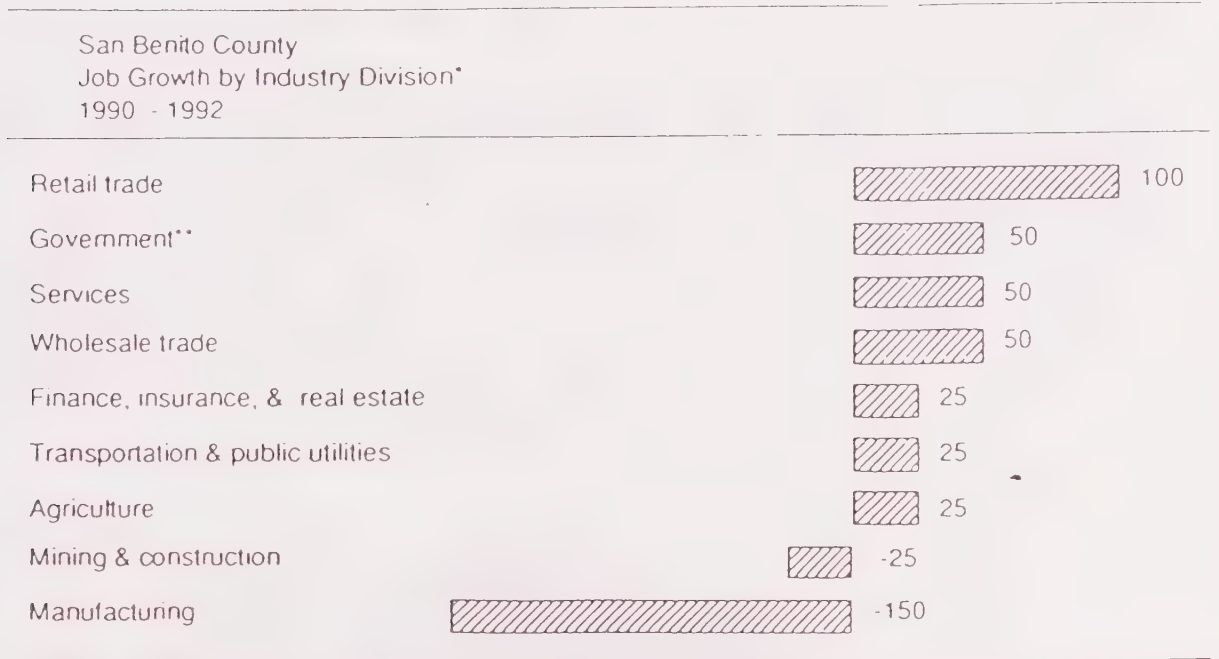 San Benito County
Job Growth by Industry Division*
1990 - 1992
Retail trade 100
Government** 50
Services 50
Wholesale trade 50
Finance, insurance, & real estate 25
Transportation & public utilities 25
Agriculture 25
Mining & construction -25
Manufacturing -150